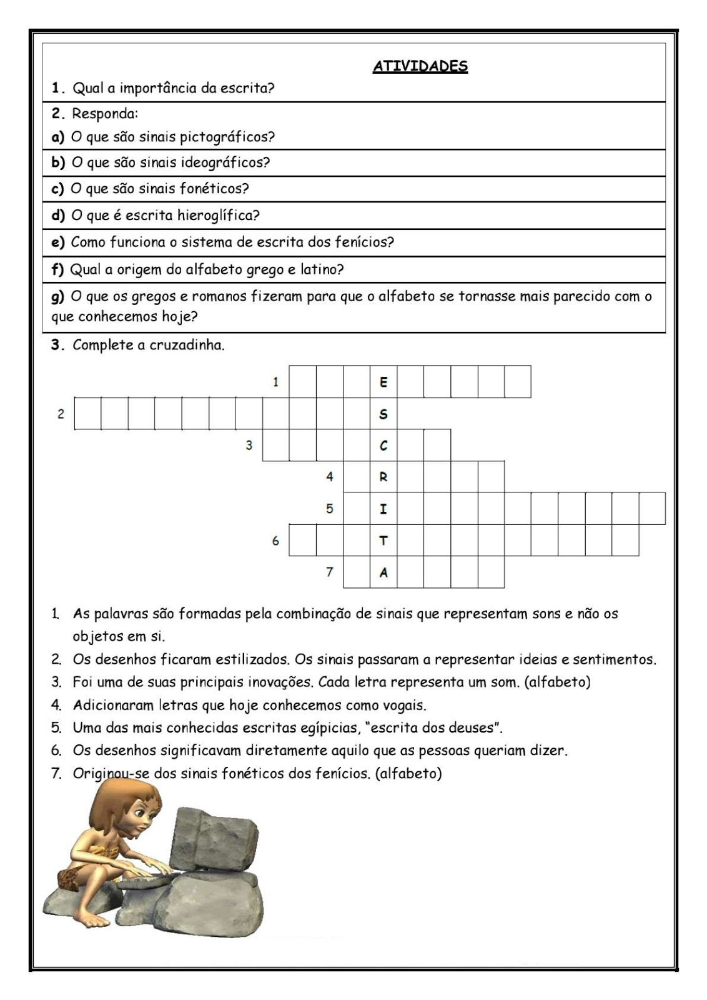 ATIVIDADES
1. Qual a importância da escrita?
2. Responda:
a) O que são sinais pictográficos?
b) O que são sinais ideográficos?
c) O que são sinais fonéticos?
d) O que é escrita hieroglífica?
e) Como funciona o sistema de escrita dos fenícios?
f) Qual a origem do alfabeto grego e latino?
g) O que os gregos e romanos fizeram para que o alfabeto se tornasse mais parecido com o
que conhecemos hoje?
3. Complete a cruzadinha.
1 E
2 S
3 C
4 R
5 I
6 T
7 A
1. As palavras são formadas pela combinação de sinais que representam sons e não os
objetos em si.
2. Os desenhos ficaram estilizados. Os sinais passaram a representar ideias e sentimentos.
3. Foi uma de suas principais inovações. Cada letra representa um som. (alfabeto)
4. Adicionaram letras que hoje conhecemos como vogais.
5. Uma das mais conhecidas escritas egípicias, "escrita dos deuses".
6. Os desenhos significavam diretamente aquilo que as pessoas queriam dizer.
7. Originou-se dos sinais fonéticos dos fenícios. (alfabeto)